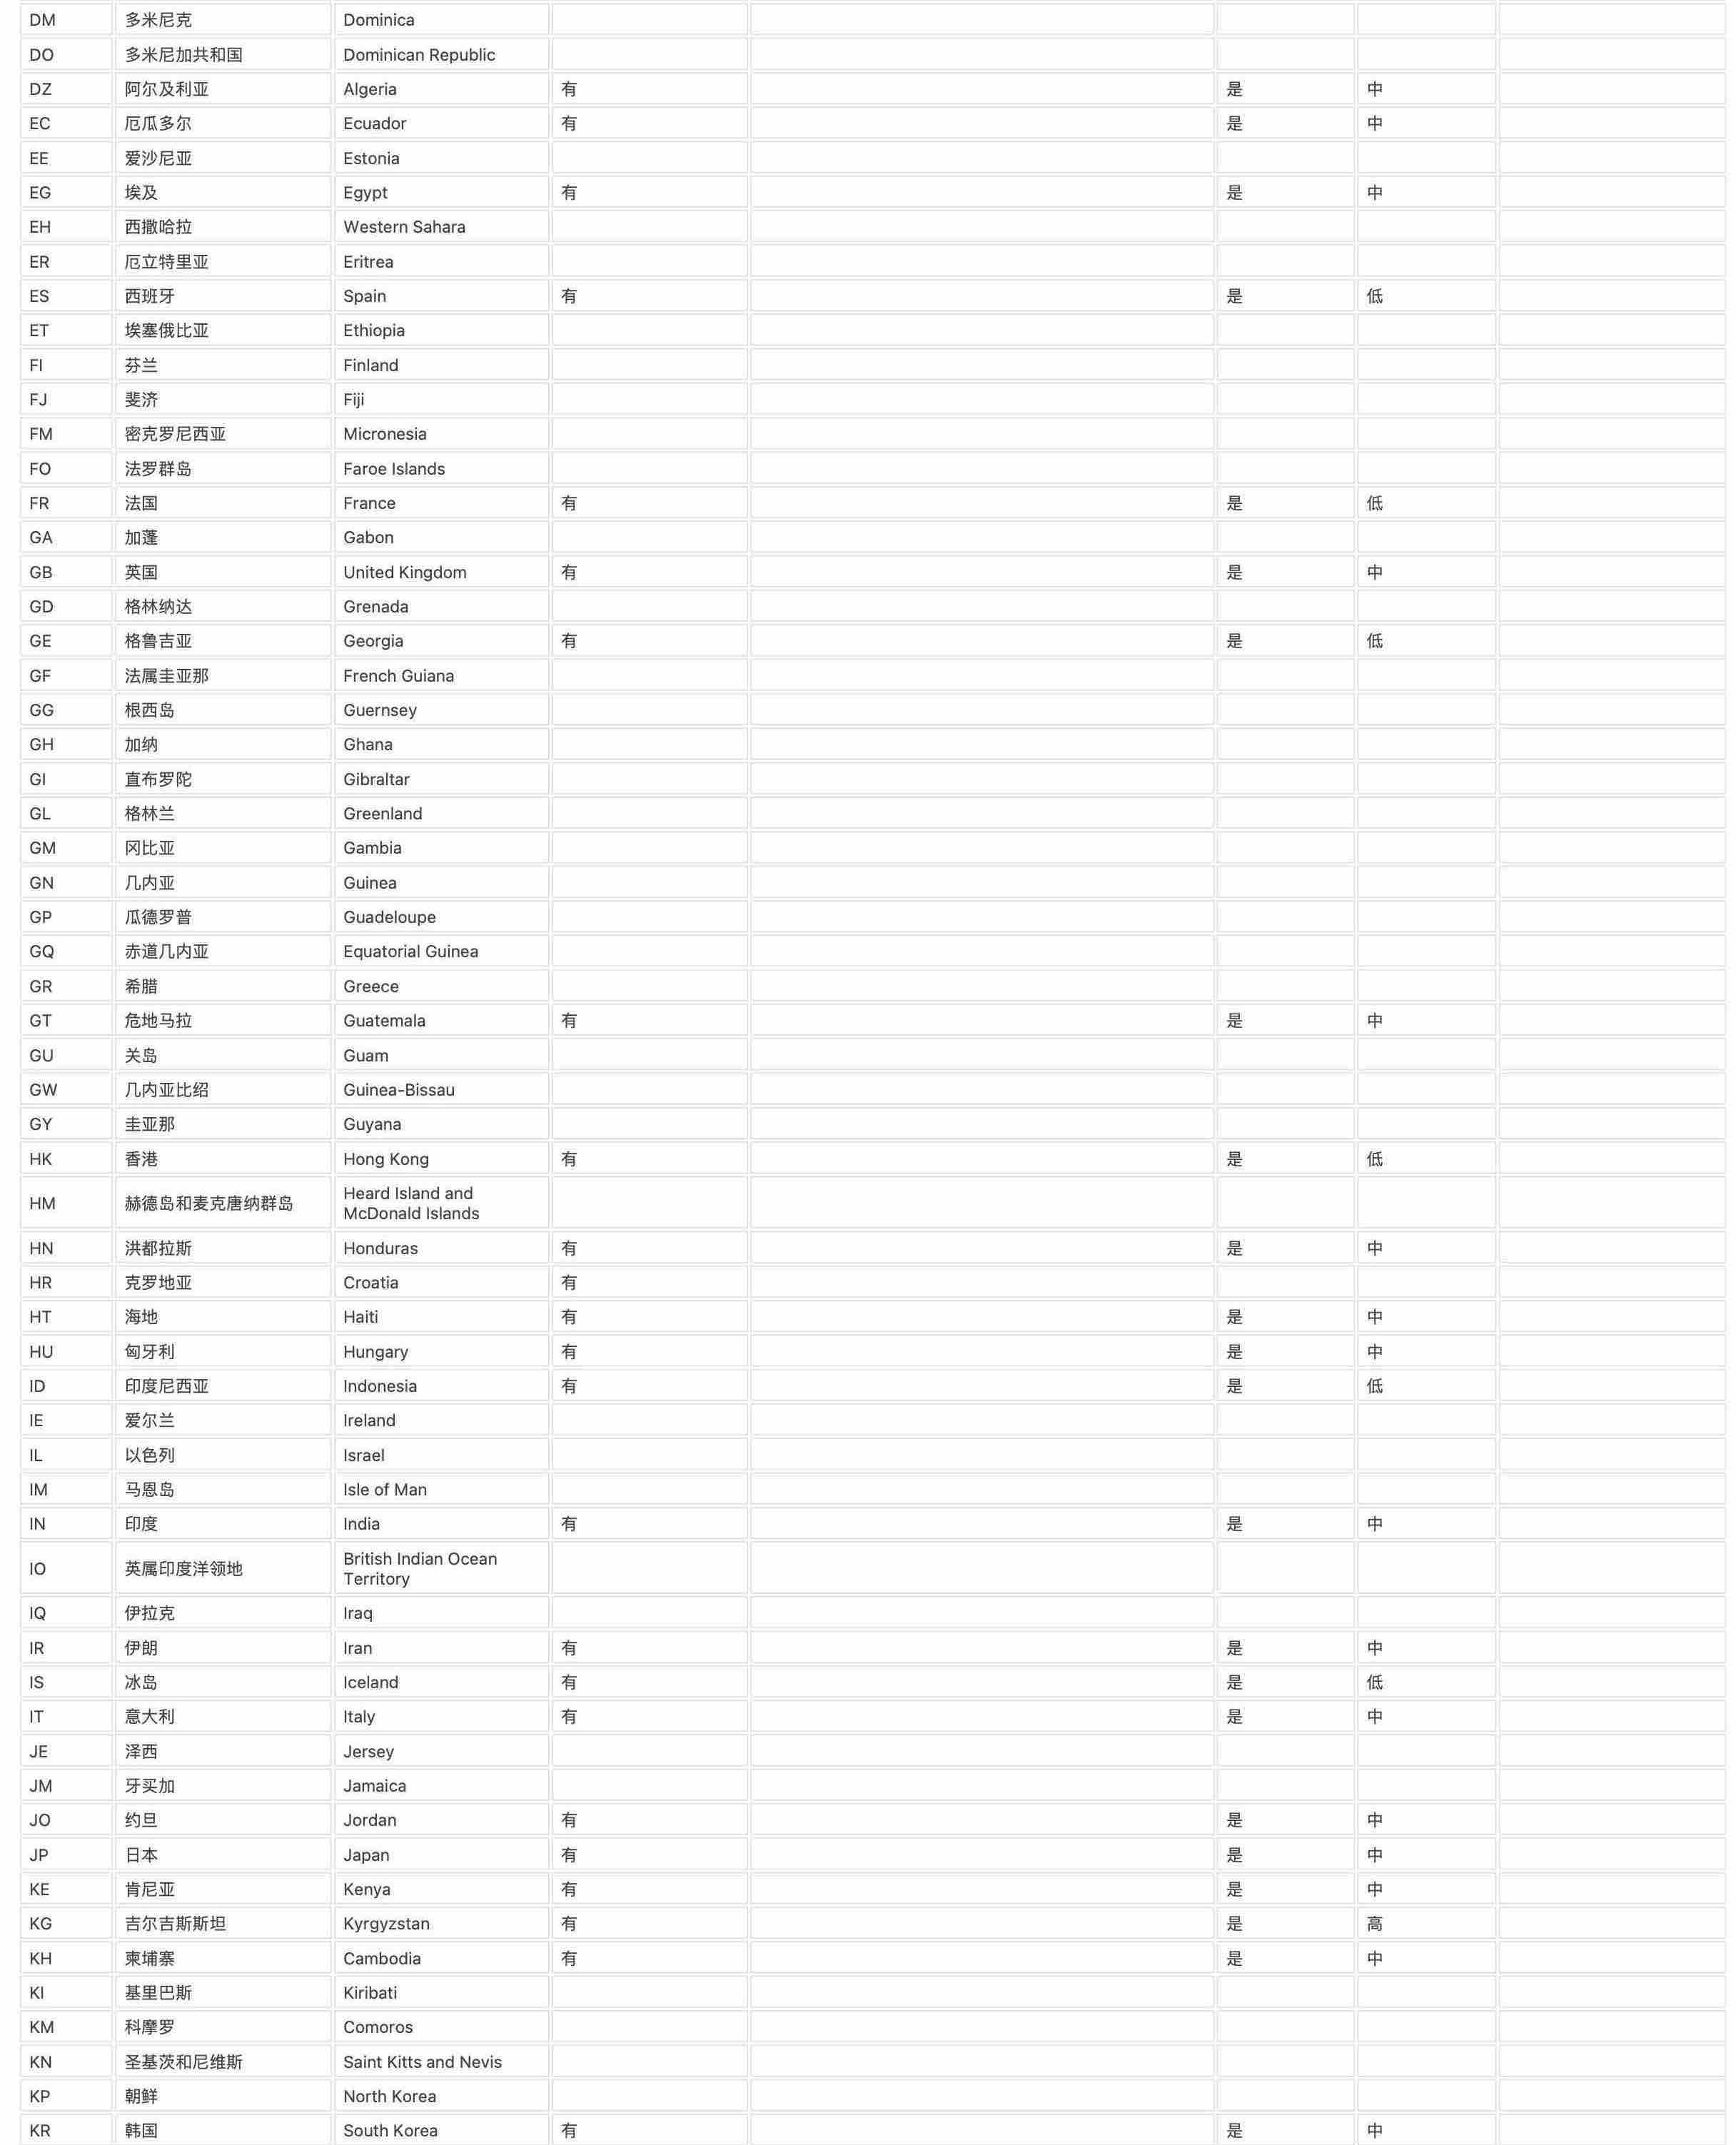 DM 多米尼克 Dominica
DO 多米尼加共和国 Dominican Republic
DZ 阿尔及利亚 Algeria 有 是 中
EC 厄瓜多尔 Ecuador 有 是 中
EE 爱沙尼亚 Estonia
EG 埃及 Egypt 有 是 中
EH 西撒哈拉 Western Sahara
ER 厄立特里亚 Eritrea
ES 西班牙 Spain 有 是 低
ET 埃塞俄比亚 Ethiopia
FI 芬兰 Finland
FJ 斐济 Fiji
FM 密克罗尼西亚 Micronesia
FO 法罗群岛 Faroe Islands
FR 法国 France 有 是 低
GA 加蓬 Gabon
GB 英国 United Kingdom 有 是 中
GD 格林纳达 Grenada
GE 格鲁吉亚 Georgia 有 是 低
GF 法属圭亚那 French Guiana
GG 根西岛 Guernsey
GH 加纳 Ghana
GI 直布罗陀 Gibraltar
GL 格林兰 Greenland
GM 冈比亚 Gambia
GN 几内亚 Guinea
GP 瓜德罗普 Guadeloupe
GQ 赤道几内亚 Equatorial Guinea
GR 希腊 Greece
GT 危地马拉 Guatemala 有 是 中
GU 关岛 Guam
GW 几内亚比绍 Guinea-Bissau
GY 圭亚那 Guyana
HK 香港 Hong Kong 有 是 低
HM 赫德岛和麦克唐纳群岛 Heard Island and
McDonald Islands
HN 洪都拉斯 Honduras 有 是 中
HR 克罗地亚 Croatia 有
HT 海地 Haiti 有 是 中
HU 匈牙利 Hungary 有 是 中
ID 印度尼西亚 Indonesia 有 是 低
IE 爱尔兰 Ireland
IL 以色列 Israel
IM 马恩岛 Isle of Man
IN 印度 India 有 是 中
IO 英属印度洋领地 British Indian Ocean
Territory
IQ 伊拉克 Iraq
IR 伊朗 Iran 有 是 中
IS 冰岛 Iceland 有 是 低
IT 意大利 Italy 有 是 中
JE 泽西 Jersey
JM 牙买加 Jamaica
JO 约旦 Jordan 有 是 中
JP 日本 Japan 有 是 中
KE 肯尼亚 Kenya 有 是 中
KG 吉尔吉斯斯坦 Kyrgyzstan 有 是 高
KH 柬埔寨 Cambodia 有 是 中
KI 基里巴斯 Kiribati
KM 科摩罗 Comoros
KN 圣基茨和尼维斯 Saint Kitts and Nevis
KP 朝鲜 North Korea
KR 韩国 South Korea 有 是 中